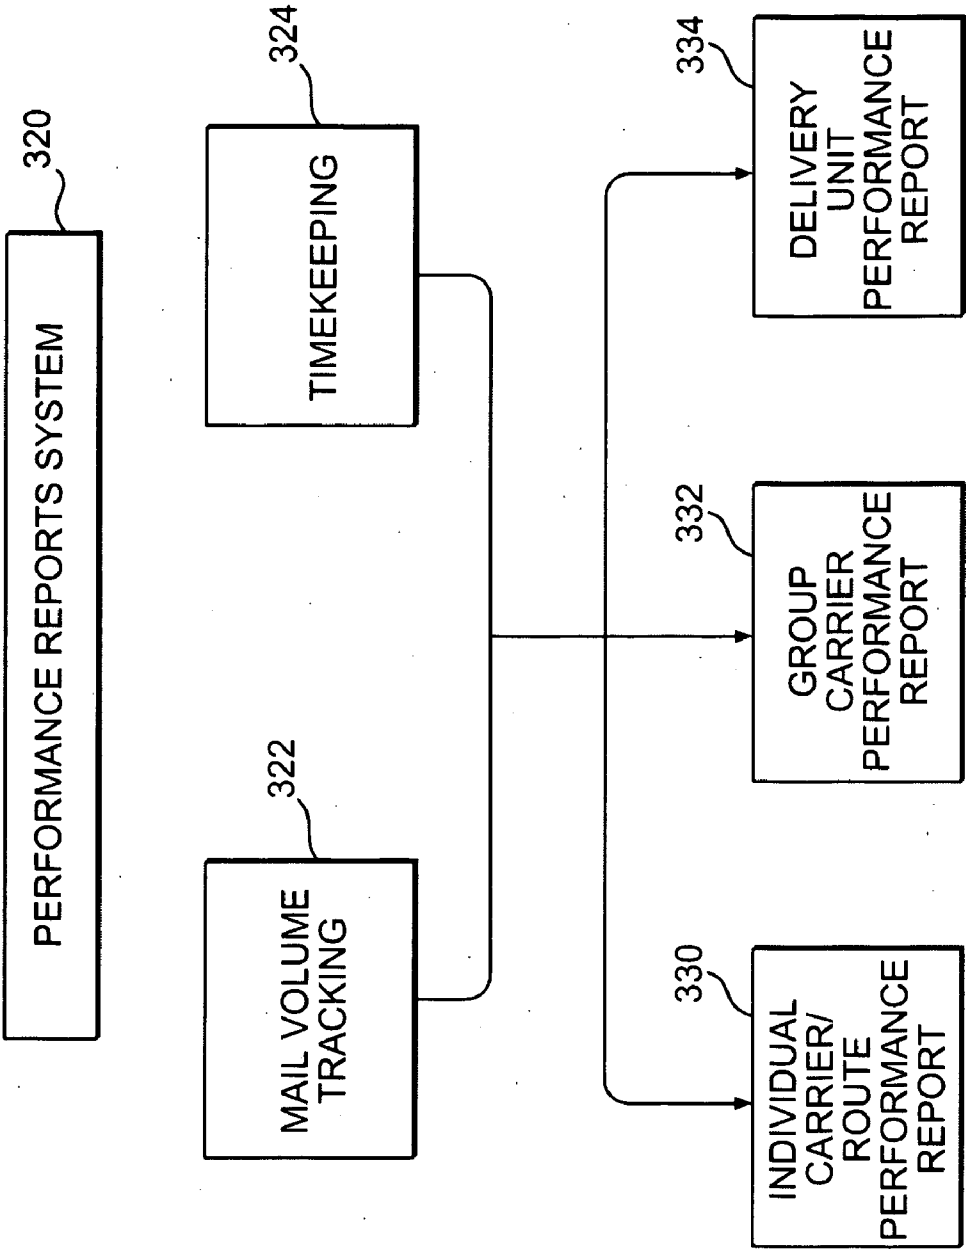 PERFORMANCE REPORTS SYSTEM
320
MAIL VOLUME
TRACKING
322
TIMEKEEPING
324
INDIVIDUAL
CARRIER/
ROUTE
PERFORMANCE
REPORT
330
GROUP
CARRIER
PERFORMANCE
REPORT
332
DELIVERY
UNIT
PERFORMANCE
REPORT
334